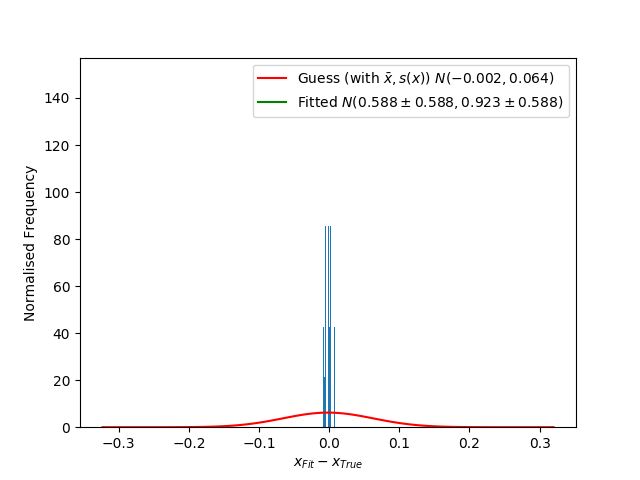 Guess (with x̄, s(x)) N(−0.002, 0.064)
Fitted N(0.588 ± 0.588, 0.923 ± 0.588)
140
120
100
80
60
40
20
0
Normalised Frequency
−0.3 −0.2 −0.1 0.0 0.1 0.2 0.3
x_Fit − x_True